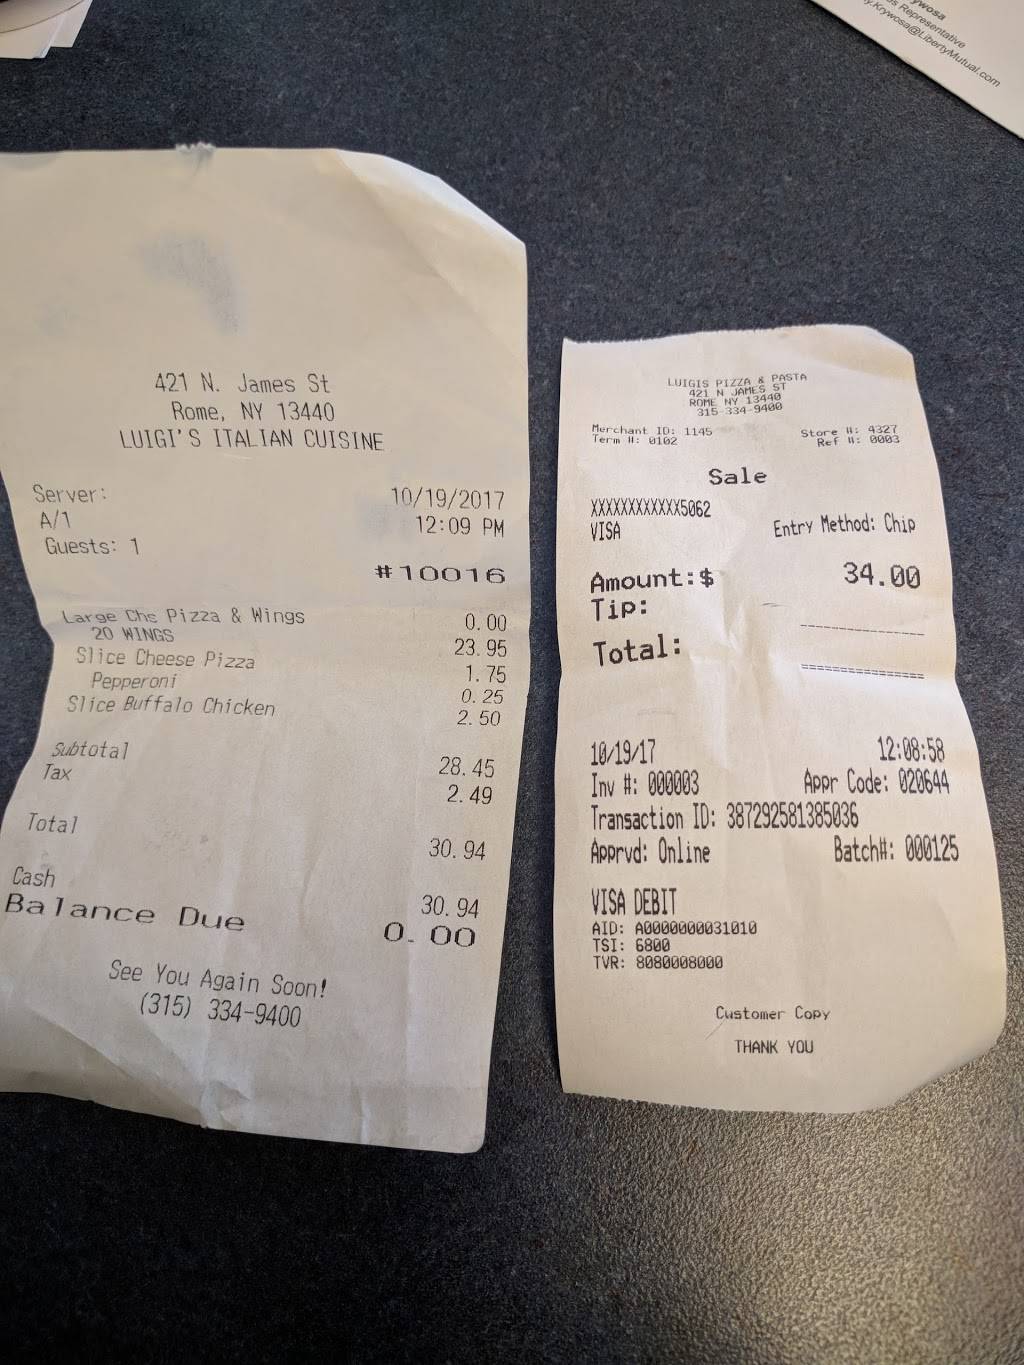 ywosa
es Representative
y.Krywosa@LibertyMutual.com
421 N. James St
Rome, NY 13440
LUIGI'S ITALIAN CUISINE
Server: 10/19/2017
A/1 12:09 PM
Guests: 1
#10016
Large Chs Pizza & Wings 0.00
20 WINGS 23.95
Slice Cheese Pizza 1.75
Pepperoni 0.25
Slice Buffalo Chicken 2.50
Subtotal 28.45
Tax 2.49
Total 30.94
Cash 30.94
Balance Due 0.00
See You Again Soon!
(315) 334-9400
LUIGIS PIZZA & PASTA
421 N JAMES ST
ROME NY 13440
315-334-9400
Merchant ID: 1145 Store #: 4327
Term #: 0102 Ref #: 0003
Sale
XXXXXXXXXXXX5062
VISA Entry Method: Chip
Amount:$ 34.00
Tip:
Total:
10/19/17 12:08:58
Inv #: 000003 Appr Code: 020644
Transaction ID: 387292581385036
Apprvd: Online Batch#: 000125
VISA DEBIT
AID: A0000000031010
TSI: 6800
TVR: 8080008000
Customer Copy
THANK YOU